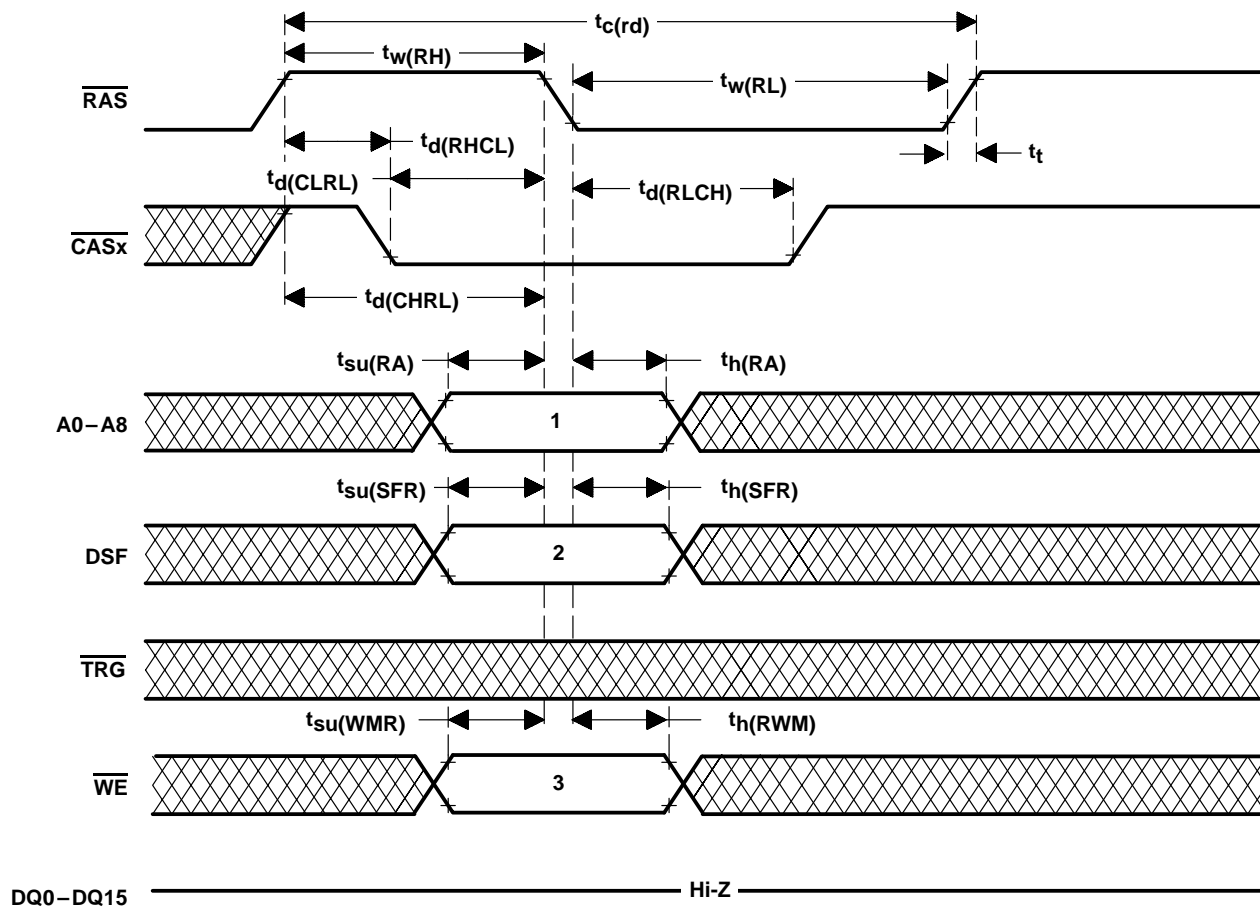 tc(rd)
tw(RH)
tw(RL)
RAS
td(RHCL)
tt
td(CLRL)
td(RLCH)
CASx
td(CHRL)
tsu(RA)
th(RA)
A0–A8
1
tsu(SFR)
th(SFR)
DSF
2
TRG
tsu(WMR)
th(RWM)
WE
3
DQ0–DQ15
Hi-Z